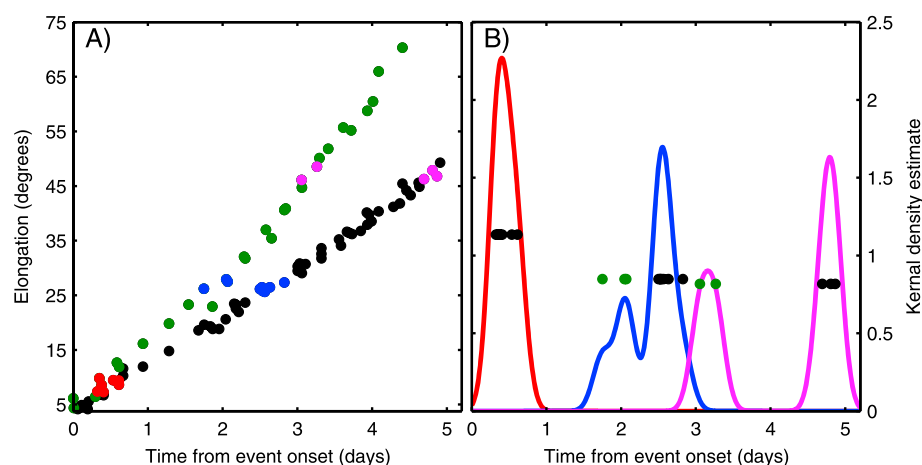 A)
B)
75
65
55
45
35
25
15
5
Elongation (degrees)
0 1 2 3 4 5
Time from event onset (days)
0 1 2 3 4 5
Time from event onset (days)
2.5
2
1.5
1
0.5
0
Kernal density estimate